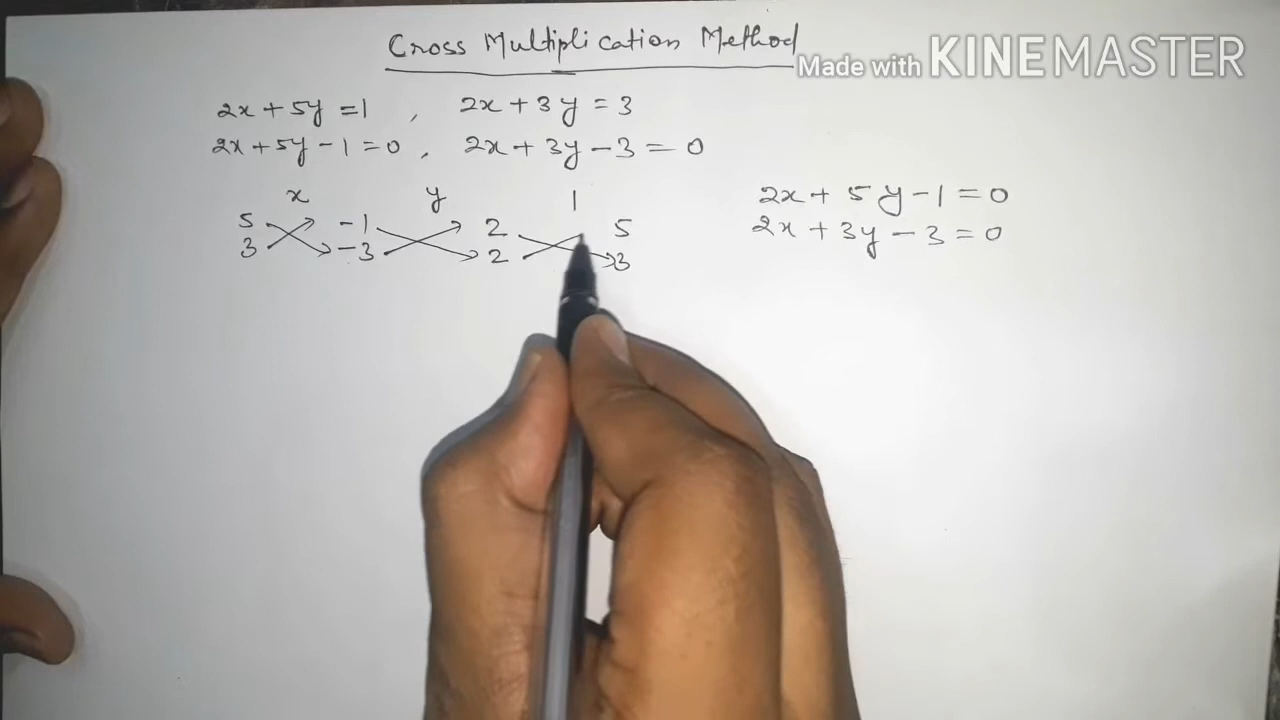 Cross Multiplication Method
Made with KINEMASTER
2x + 5y = 1 , 2x + 3y = 3
2x + 5y - 1 = 0 , 2x + 3y - 3 = 0
x y 1
5 -1 2 5
3 -3 2 3
2x + 5y - 1 = 0
2x + 3y - 3 = 0